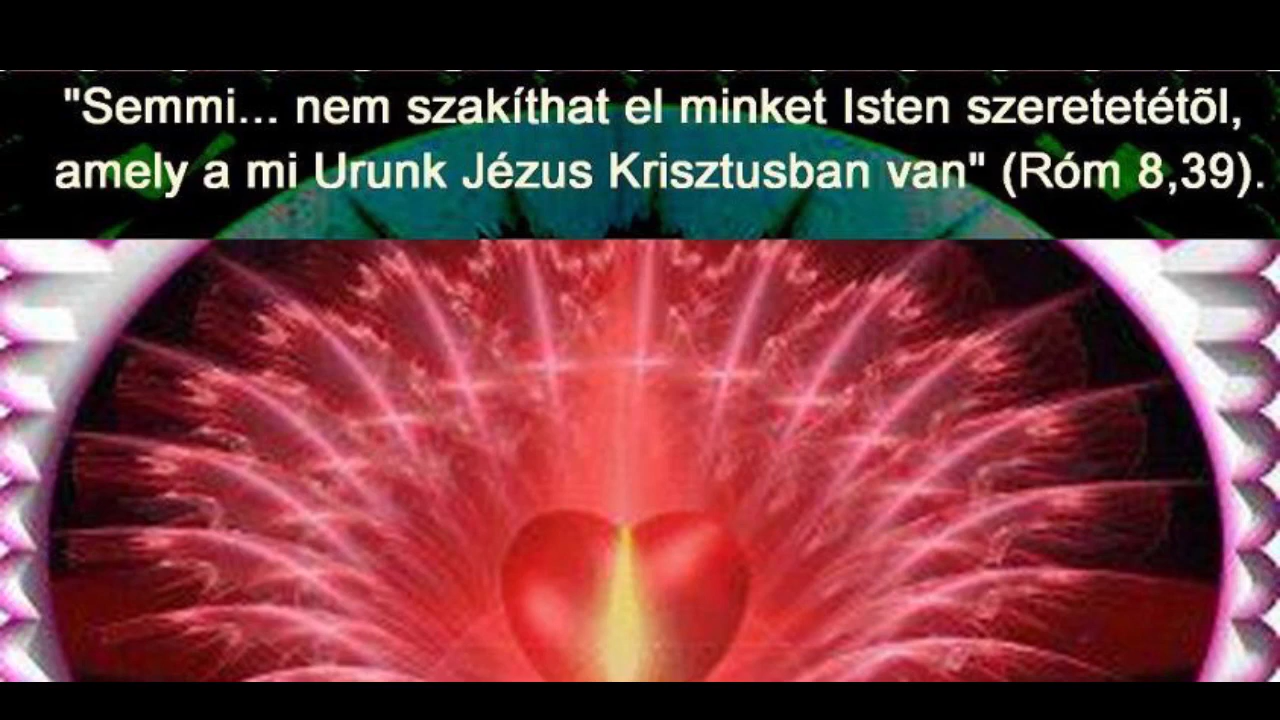 "Semmi... nem szakíthat el minket Isten szeretetétõl,
amely a mi Urunk Jézus Krisztusban van" (Róm 8,39).